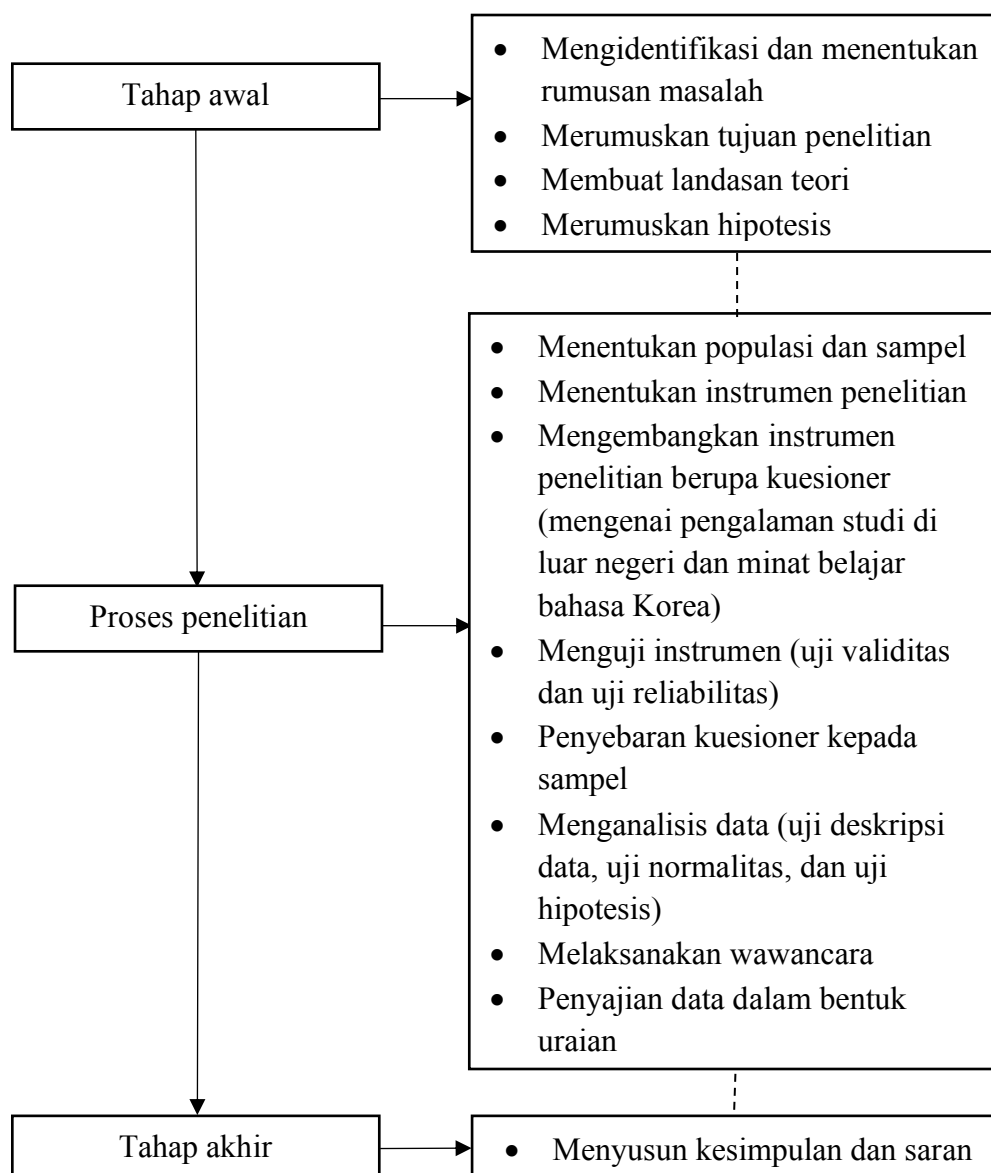 Tahap awal
• Mengidentifikasi dan menentukan
rumusan masalah
• Merumuskan tujuan penelitian
• Membuat landasan teori
• Merumuskan hipotesis
Proses penelitian
• Menentukan populasi dan sampel
• Menentukan instrumen penelitian
• Mengembangkan instrumen
penelitian berupa kuesioner
(mengenai pengalaman studi di
luar negeri dan minat belajar
bahasa Korea)
• Menguji instrumen (uji validitas
dan uji reliabilitas)
• Penyebaran kuesioner kepada
sampel
• Menganalisis data (uji deskripsi
data, uji normalitas, dan uji
hipotesis)
• Melaksanakan wawancara
• Penyajian data dalam bentuk
uraian
Tahap akhir
• Menyusun kesimpulan dan saran